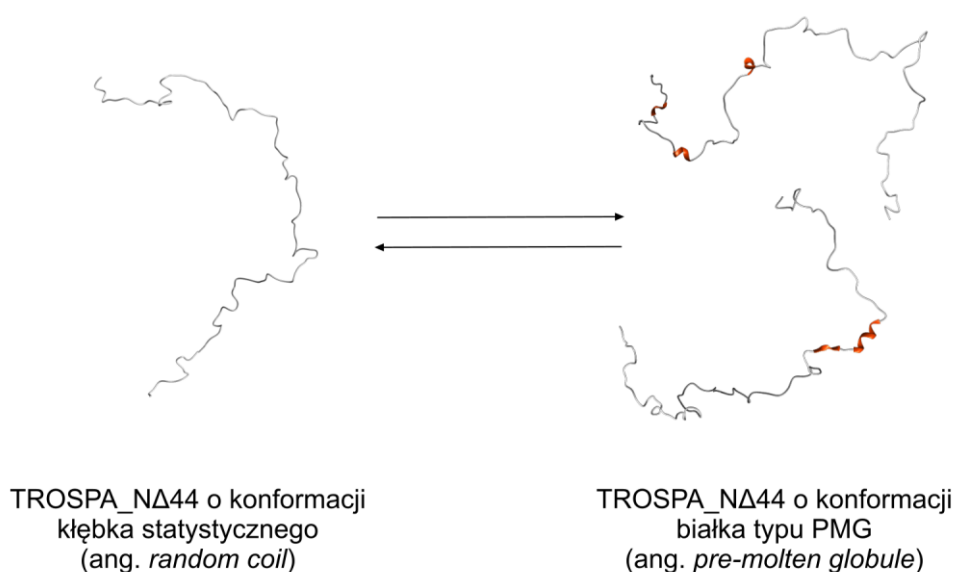 TROSPA_NΔ44 o konformacji
kłębka statystycznego
(ang. random coil)
TROSPA_NΔ44 o konformacji
białka typu PMG
(ang. pre-molten globule)